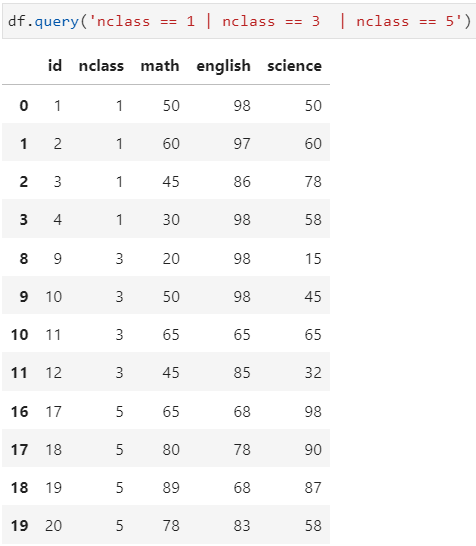 df.query('nclass == 1 | nclass == 3  | nclass == 5')
id nclass math english science
0 1 1 50 98 50
1 2 1 60 97 60
2 3 1 45 86 78
3 4 1 30 98 58
8 9 3 20 98 15
9 10 3 50 98 45
10 11 3 65 65 65
11 12 3 45 85 32
16 17 5 65 68 98
17 18 5 80 78 90
18 19 5 89 68 87
19 20 5 78 83 58